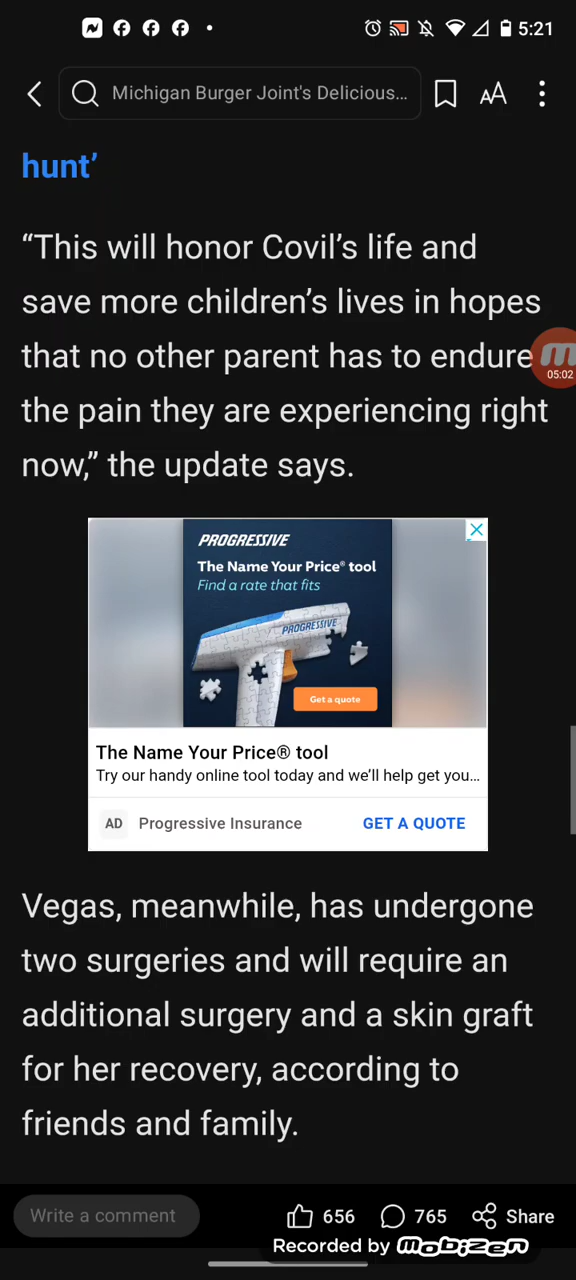 5:21
Michigan Burger Joint's Delicious...
AA
hunt’
“This will honor Covil’s life and
save more children’s lives in hopes
that no other parent has to endure
05:02
the pain they are experiencing right
now,” the update says.
PROGRESSIVE
The Name Your Price® tool
Find a rate that fits
PROGRESSIVE
Get a quote
The Name Your Price® tool
Try our handy online tool today and we’ll help get you...
AD Progressive Insurance GET A QUOTE
Vegas, meanwhile, has undergone
two surgeries and will require an
additional surgery and a skin graft
for her recovery, according to
friends and family.
Write a comment 656 765 Share
Recorded by mobizen